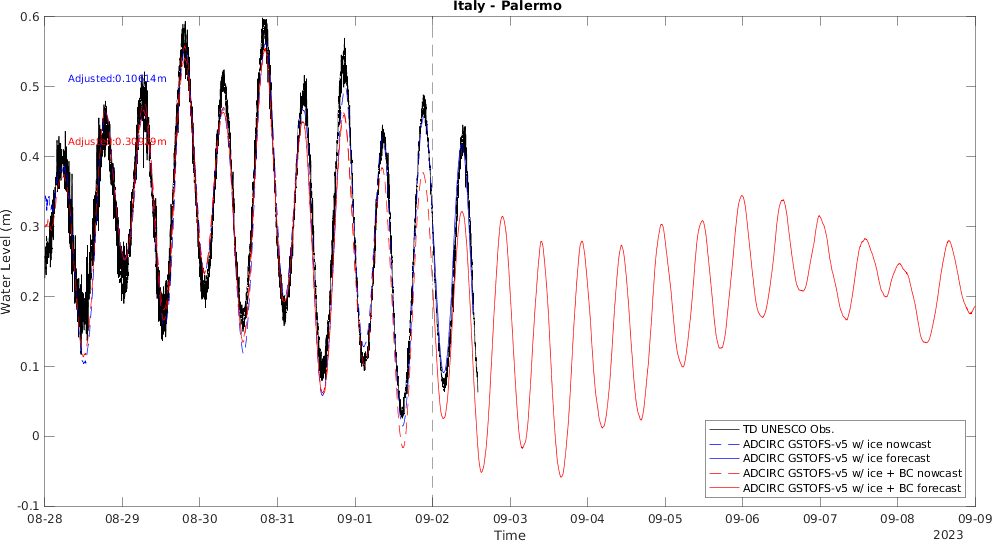 Italy - Palermo
Water Level (m)
0.6
0.5
0.4
0.3
0.2
0.1
0
-0.1
Adjusted:0.10614m
TD UNESCO Obs.
ADCIRC GSTOFS-v5 w/ ice nowcast
ADCIRC GSTOFS-v5 w/ ice forecast
ADCIRC GSTOFS-v5 w/ ice + BC nowcast
ADCIRC GSTOFS-v5 w/ ice + BC forecast
08-28 08-29 08-30 08-31 09-01 09-02 09-03 09-04 09-05 09-06 09-07 09-08 09-09
Time
2023